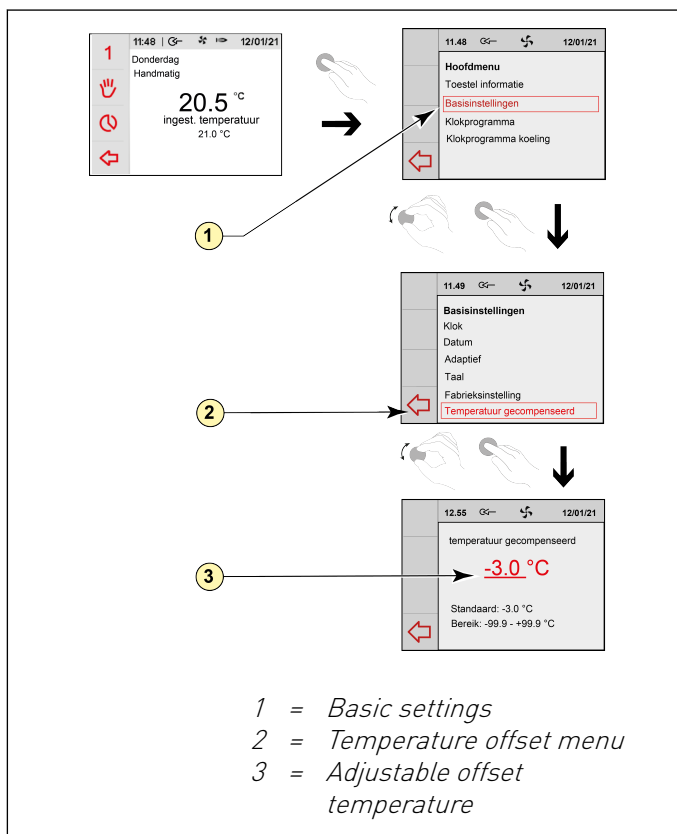 11:48 | 12/01/21
1
Donderdag
Handmatig
20.5 °C
ingest. temperatuur
21.0 °C
11.48 12/01/21
Hoofdmenu
Toestel informatie
Basisinstellingen
Klokprogramma
Klokprogramma koeling
1
11.49 12/01/21
Basisinstellingen
Klok
Datum
Adaptief
Taal
Fabrieksinstelling
Temperatuur gecompenseerd
2
12.55 12/01/21
temperatuur gecompenseerd
-3.0 °C
3
Standaard: -3.0 °C
Bereik: -99.9 - +99.9 °C
1 = Basic settings
2 = Temperature offset menu
3 = Adjustable offset
temperature